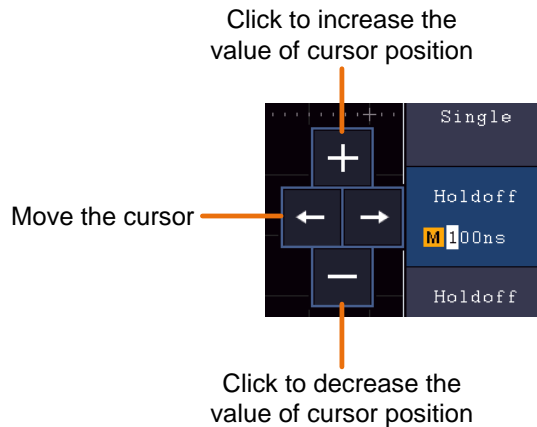 Click to increase the
value of cursor position
Single
+
Move the cursor
← →
Holdoff
M 100ns
−
Holdoff
Click to decrease the
value of cursor position